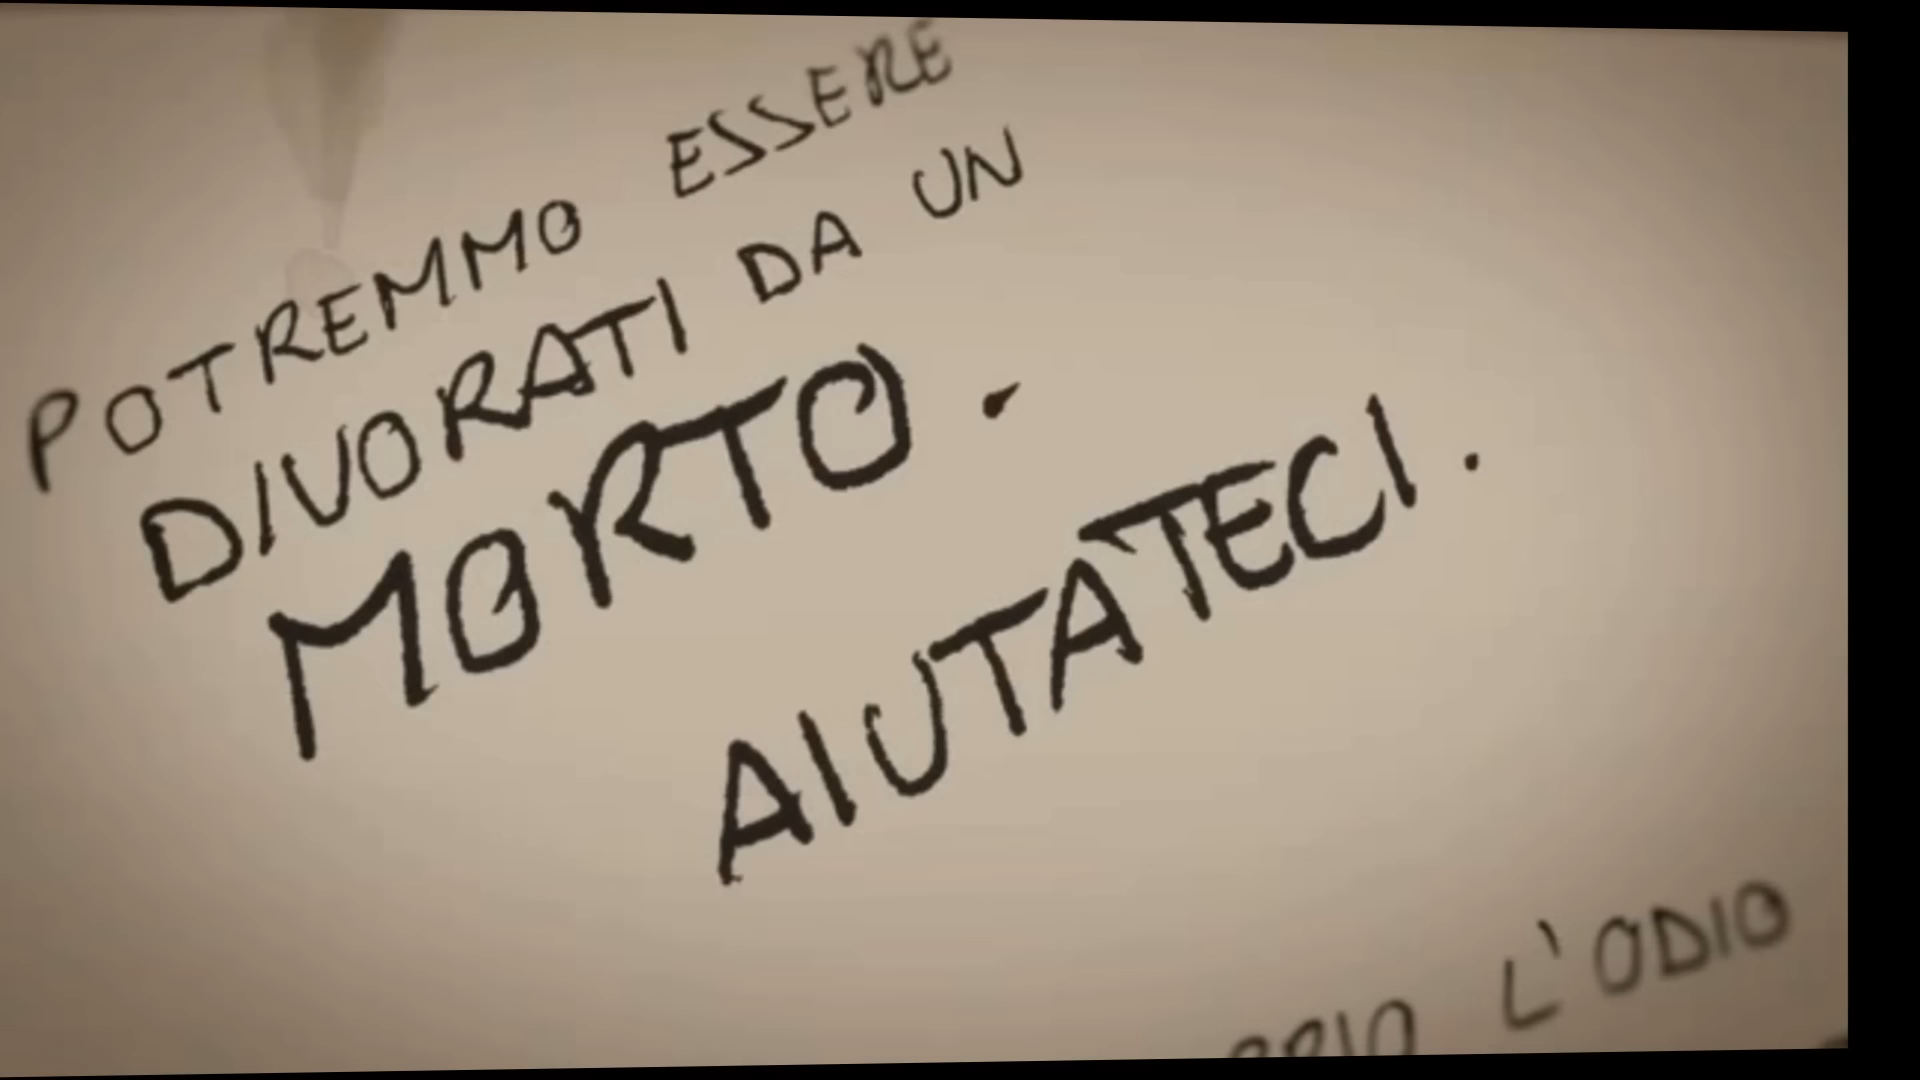 POTREMMO ESSERE
DIVORATI DA UN
MORTO.
AIUTATECI.
L'ODIO